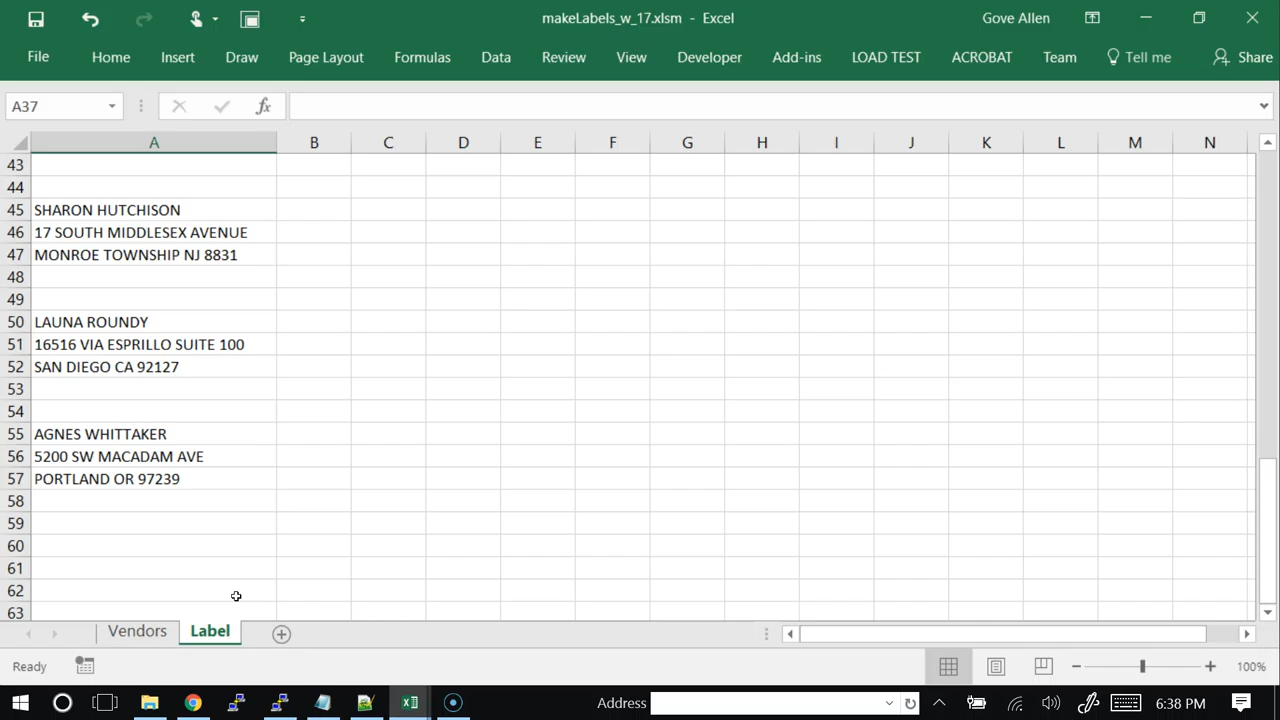 makeLabels_w_17.xlsm - Excel
Gove Allen
File Home Insert Draw Page Layout Formulas Data Review View Developer Add-ins LOAD TEST ACROBAT Team Tell me Share
A37 fx
A B C D E F G H I J K L M N
43
44
45 SHARON HUTCHISON
46 17 SOUTH MIDDLESEX AVENUE
47 MONROE TOWNSHIP NJ 8831
48
49
50 LAUNA ROUNDY
51 16516 VIA ESPRILLO SUITE 100
52 SAN DIEGO CA 92127
53
54
55 AGNES WHITTAKER
56 5200 SW MACADAM AVE
57 PORTLAND OR 97239
58
59
60
61
62
63
Vendors Label
Ready 100%
Address 6:38 PM